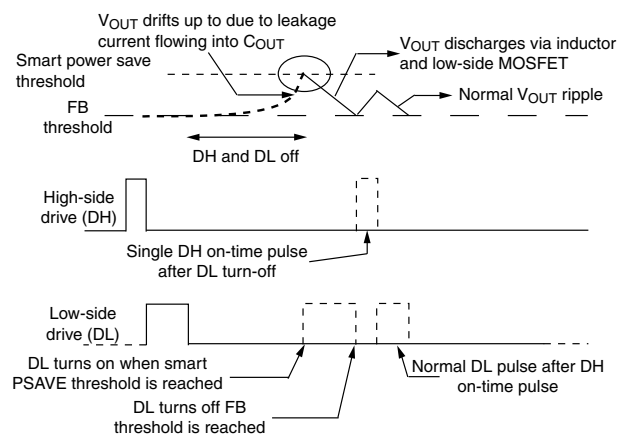 VOUT drifts up to due to leakage
current flowing into COUT
Smart power save
threshold
VOUT discharges via inductor
and low-side MOSFET
FB
threshold
Normal VOUT ripple
DH and DL off
High-side
drive (DH)
Single DH on-time pulse
after DL turn-off
Low-side
drive (DL)
DL turns on when smart
PSAVE threshold is reached
Normal DL pulse after DH
on-time pulse
DL turns off FB
threshold is reached